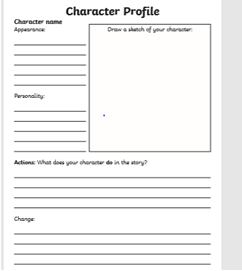 Character Profile
Character name
Appearance:
Draw a sketch of your character:
Personality:
Actions: What does your character do in the story?
Change: